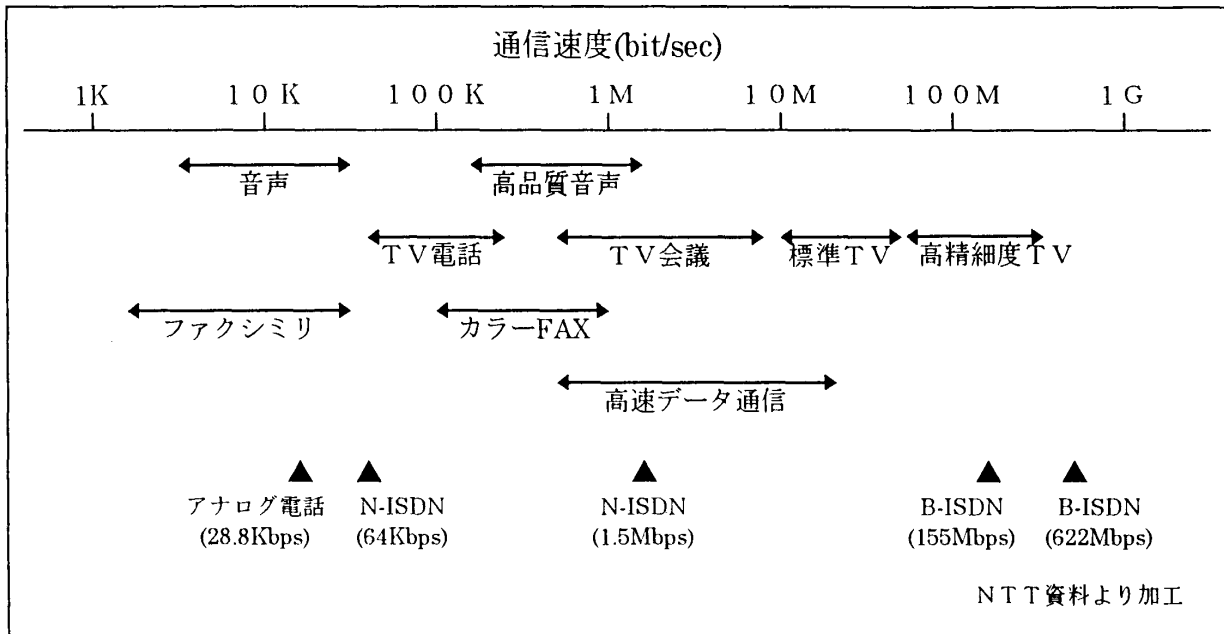 通信速度(bit/sec)
1K １０K １００K １M １０M １００M １G
音声 高品質音声
ＴＶ電話 ＴＶ会議 標準ＴＶ 高精細度ＴＶ
ファクシミリ カラーFAX
高速データ通信
アナログ電話 N-ISDN N-ISDN B-ISDN B-ISDN
(28.8Kbps) (64Kbps) (1.5Mbps) (155Mbps) (622Mbps)
ＮＴＴ資料より加工